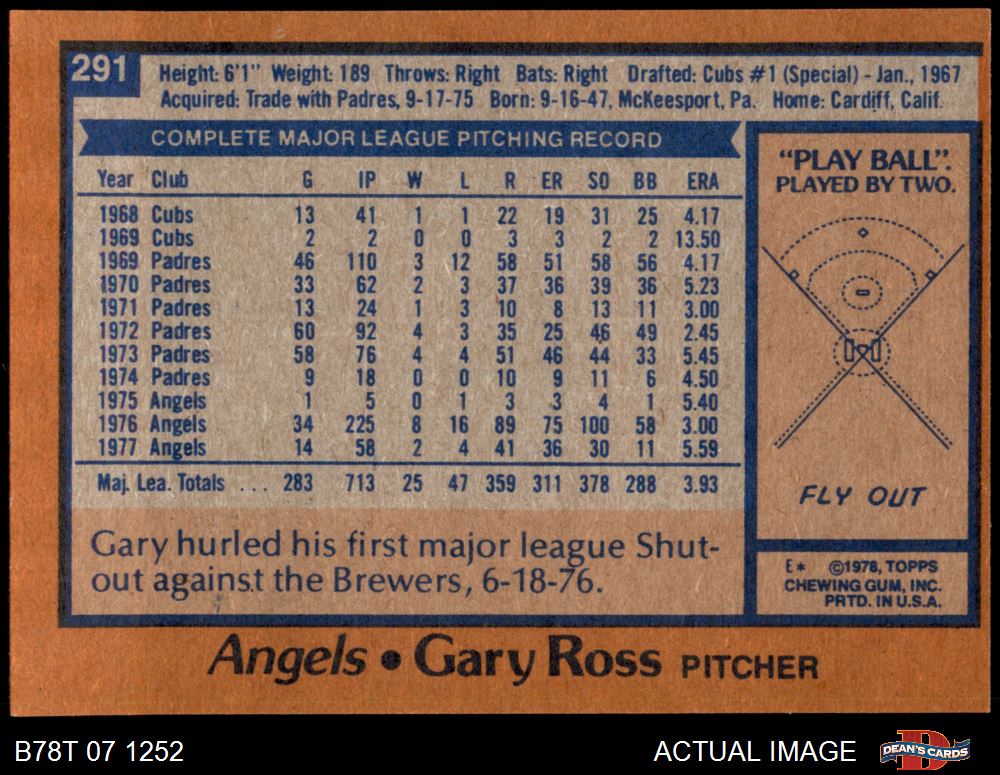 291
Height: 6'1" Weight: 189 Throws: Right Bats: Right Drafted: Cubs #1 (Special) - Jan., 1967
Acquired: Trade with Padres, 9-17-75 Born: 9-16-47, McKeesport, Pa. Home: Cardiff, Calif.
COMPLETE MAJOR LEAGUE PITCHING RECORD
Year Club G IP W L R ER SO BB ERA
1968 Cubs 13 41 1 1 22 19 31 25 4.17
1969 Cubs 2 2 0 0 3 3 2 2 13.50
1969 Padres 46 110 3 12 58 51 58 56 4.17
1970 Padres 33 62 2 3 37 36 39 36 5.23
1971 Padres 13 24 1 3 10 8 13 11 3.00
1972 Padres 60 92 4 3 35 25 46 49 2.45
1973 Padres 58 76 4 4 51 46 44 33 5.45
1974 Padres 9 18 0 0 10 9 11 6 4.50
1975 Angels 1 5 0 1 3 3 4 1 5.40
1976 Angels 34 225 8 16 89 75 100 58 3.00
1977 Angels 14 58 2 4 41 36 30 11 5.59
Maj. Lea. Totals ... 283 713 25 47 359 311 378 288 3.93
Gary hurled his first major league Shut-
out against the Brewers, 6-18-76.
"PLAY BALL".
PLAYED BY TWO.
FLY OUT
E* ©1978, TOPPS
CHEWING GUM, INC.
PRTD. IN U.S.A.
Angels • Gary Ross PITCHER
B78T 07 1252
ACTUAL IMAGE
D
DEAN'S CARDS